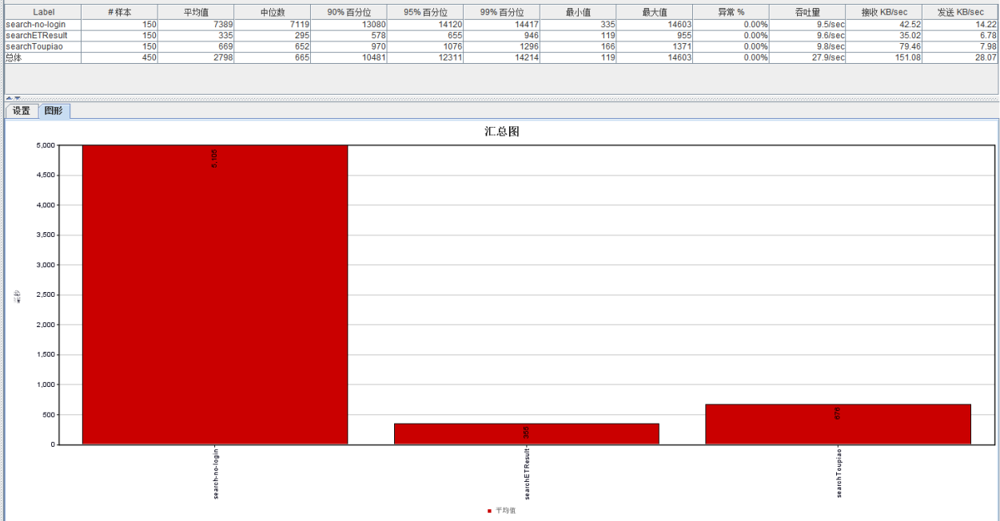 Label # 样本 平均值 中位数 90% 百分位 95% 百分位 99% 百分位 最小值 最大值 异常 % 吞吐量 接收 KB/sec 发送 KB/sec
search-no-login 150 7389 7119 13080 14120 14417 335 14603 0.00% 9.5/sec 42.52 14.22
searchETResult 150 335 295 578 655 946 119 955 0.00% 9.6/sec 35.02 6.78
searchToupiao 150 669 652 970 1076 1296 166 1371 0.00% 9.8/sec 79.46 7.98
总体 450 2798 665 10481 12311 14214 119 14603 0.00% 27.9/sec 151.08 28.07
设置 图形
汇总图
5,000
4,500
4,000
3,500
3,000
2,500
2,000
1,500
1,000
500
0
毫秒
676
search-no-login
searchETResult
searchToupiao
平均值